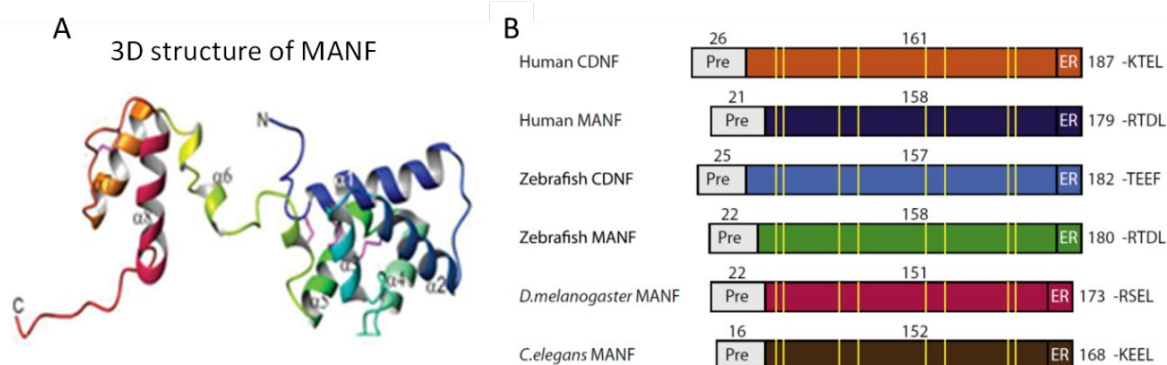 A
3D structure of MANF
N
α1
α6
α8
α3
α4
α2
α5
C
B
26 161
Human CDNF Pre ER 187 -KTEL
21 158
Human MANF Pre ER 179 -RTDL
25 157
Zebrafish CDNF Pre ER 182 -TEEF
22 158
Zebrafish MANF Pre ER 180 -RTDL
22 151
D.melanogaster MANF Pre ER 173 -RSEL
16 152
C.elegans MANF Pre ER 168 -KEEL